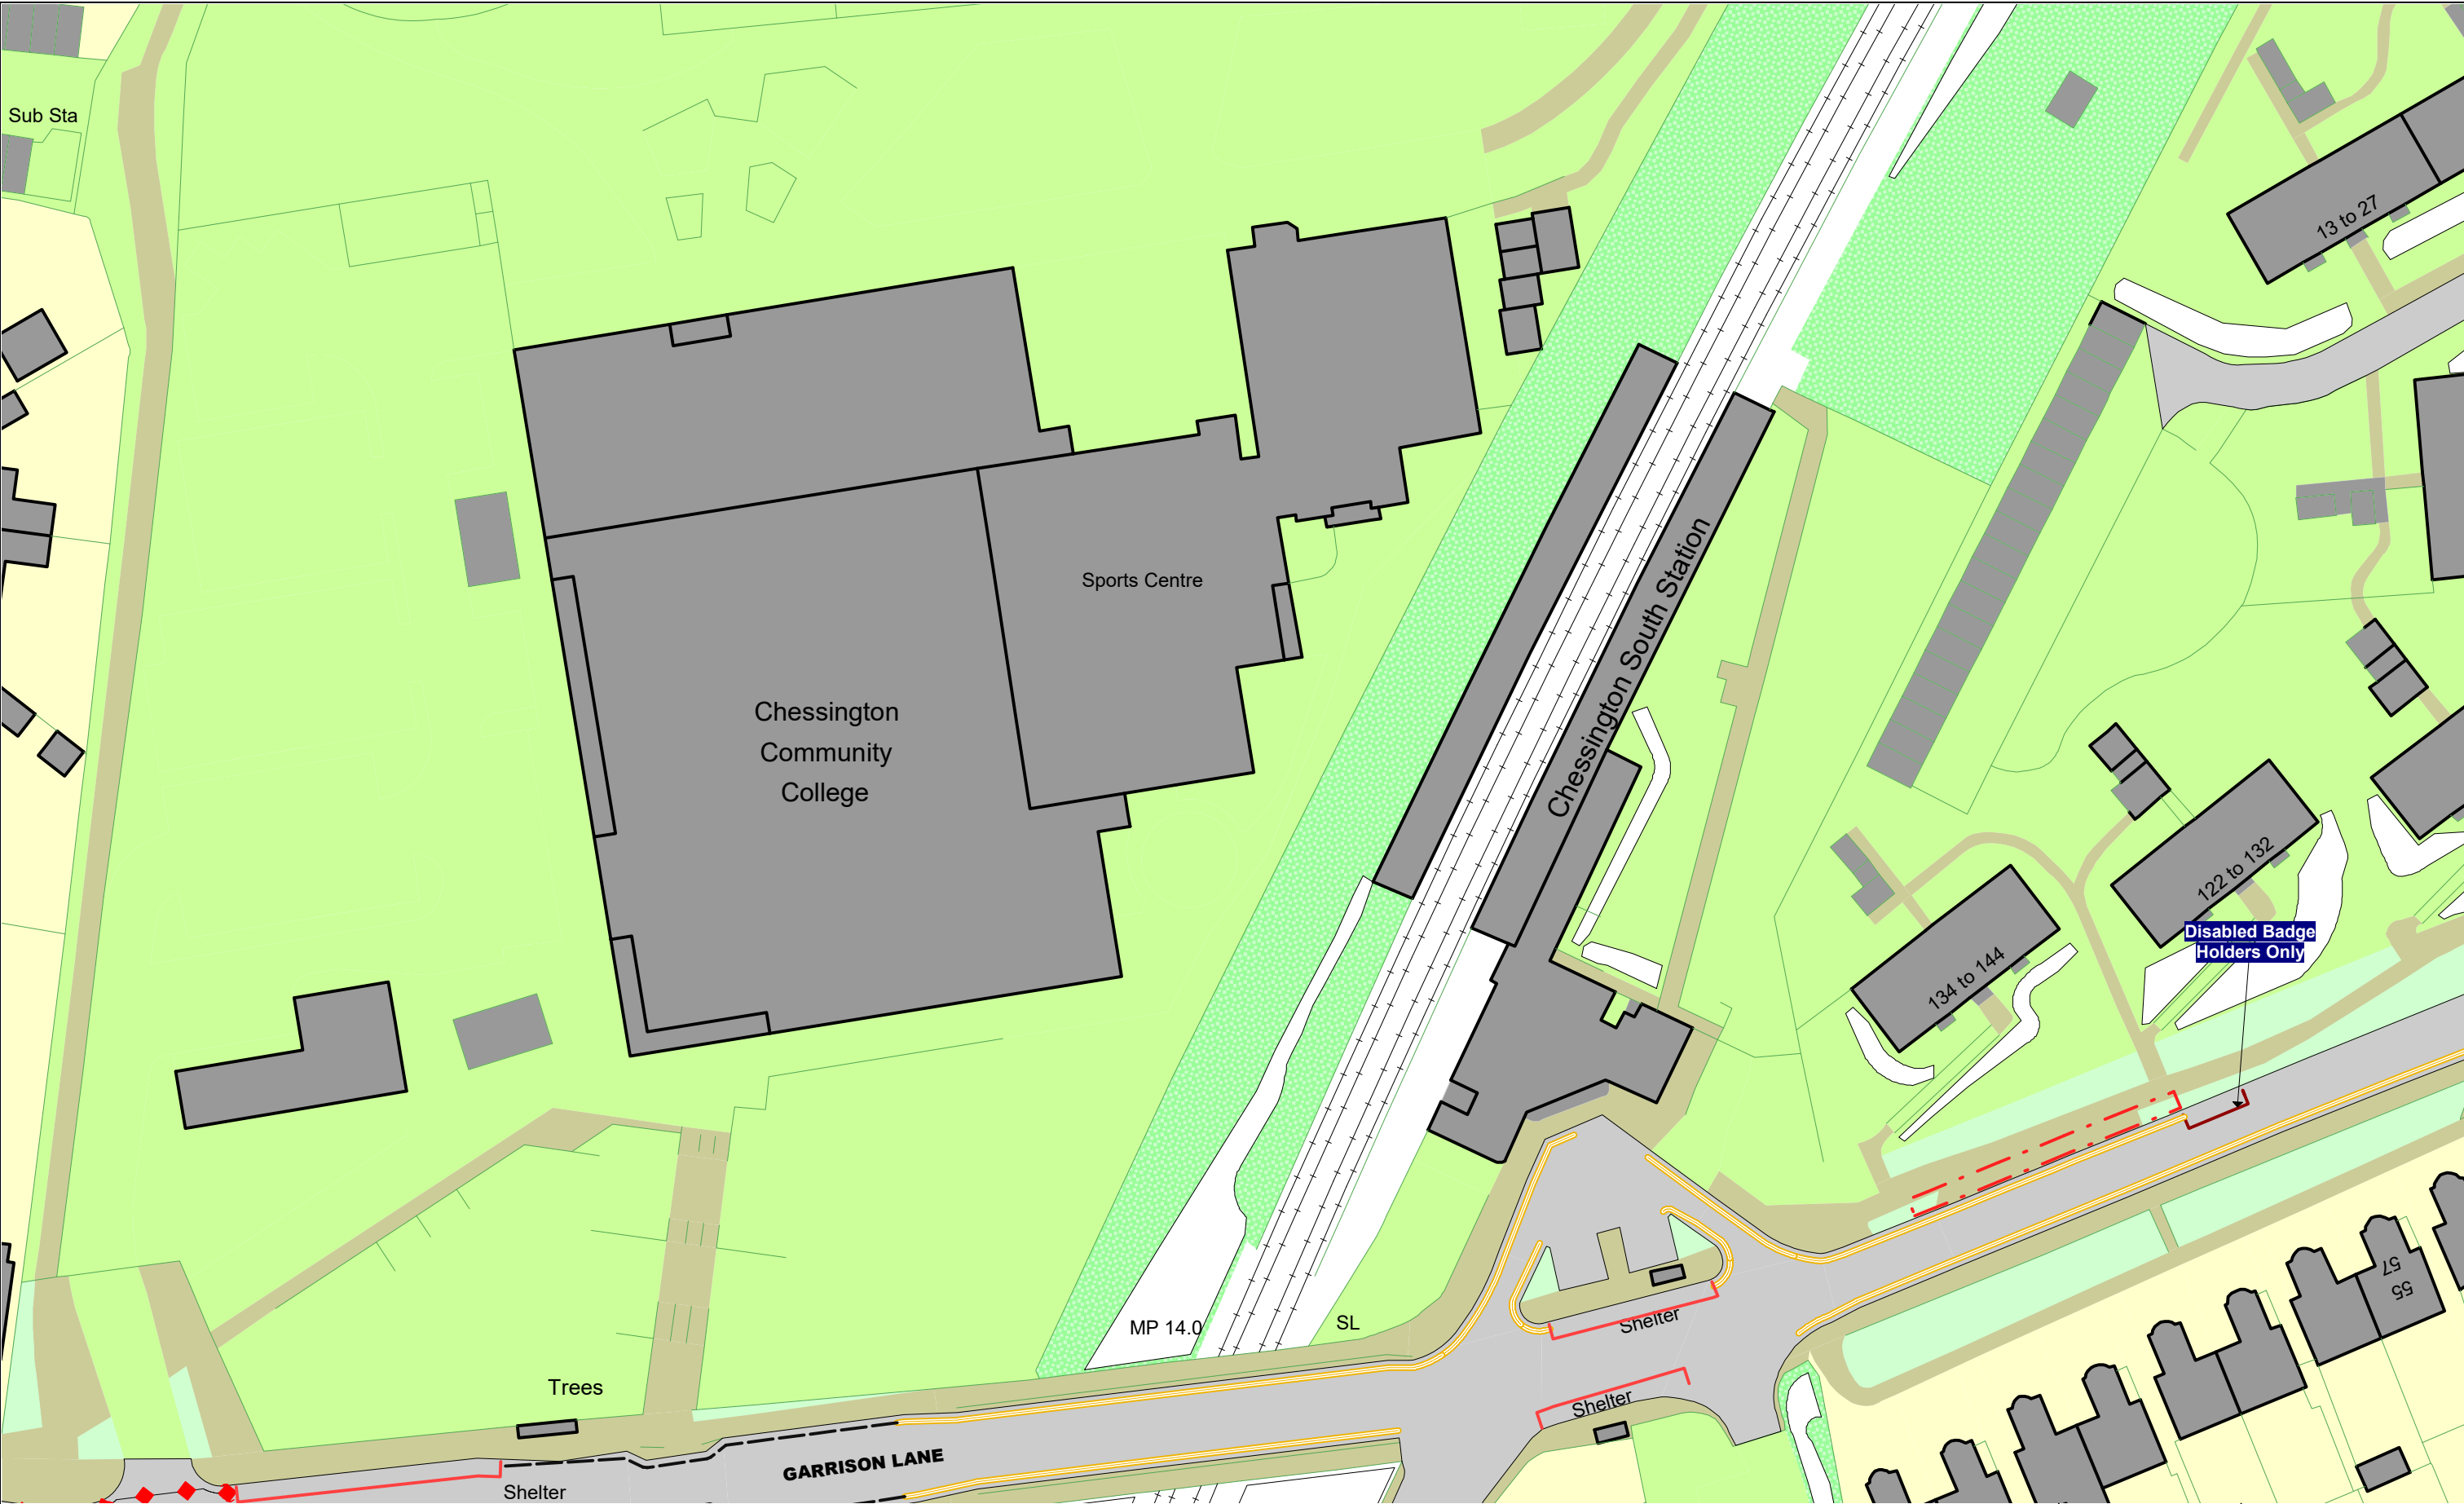 Sub Sta
13 to 27
Sports Centre
Chessington South Station
Chessington
Community
College
122 to 132
Disabled Badge
Holders Only
134 to 144
57
55
MP 14.0
SL
Shelter
Trees
Shelter
GARRISON LANE
Shelter